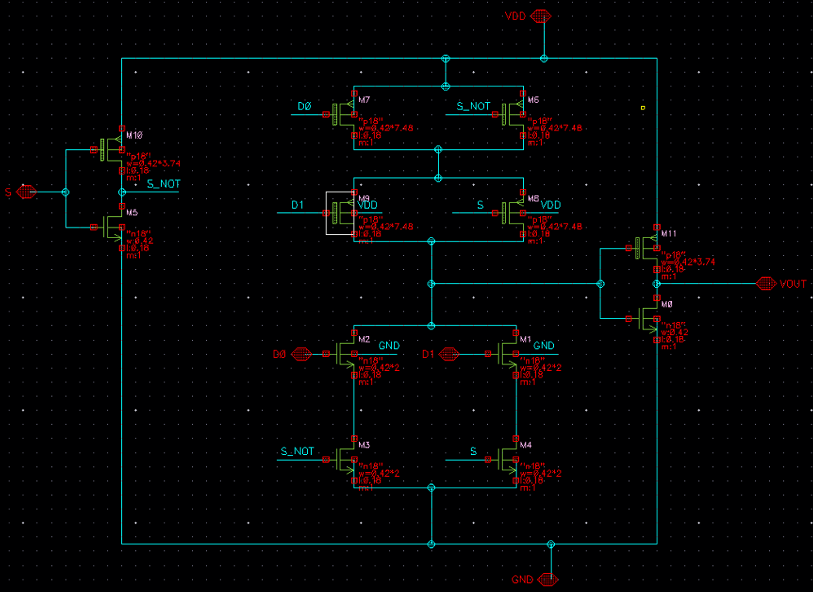 VDD
M7
DØ
"p18"
w=0.42*7.48
l:0.18
m:1
M6
S_NOT
"p18"
w=0.42*7.48
l:0.18
m:1
M10
"p18"
w=0.42*3.74
l:0.18
m:1
S
S_NOT
M5
"n18"
w:0.42
l:0.18
m:1
M9
D1
VDD
"p18"
w=0.42*7.48
l:0.18
m:1
M8
S
VDD
"p18"
w=0.42*7.48
l:0.18
m:1
M11
"p18"
w=0.42*3.74
l:0.18
m:1
VOUT
MØ
"n18"
w:0.42
l:0.18
m:1
M2
DØ
GND
"n18"
w=0.42*2
l:0.18
m:1
M1
D1
GND
"n18"
w=0.42*2
l:0.18
m:1
M3
S_NOT
"n18"
w=0.42*2
l:0.18
m:1
M4
S
"n18"
w=0.42*2
l:0.18
m:1
GND